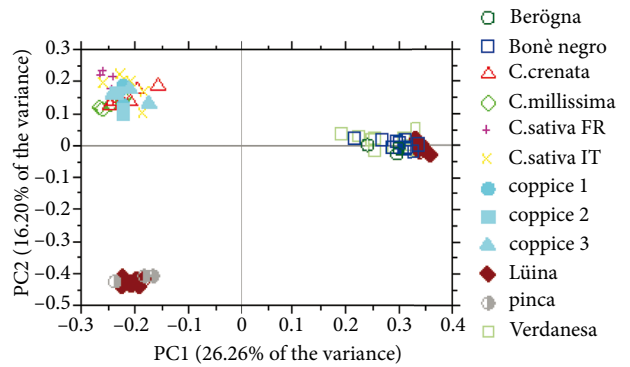 PC2 (16.20% of the variance)
0.3
0.2
0.1
0
−0.1
−0.2
−0.3
−0.4
−0.5
−0.3
−0.2
−0.1
0
0.1
0.2
0.3
0.4
PC1 (26.26% of the variance)
Berögna
Bonè negro
C.crenata
C.millissima
C.sativa FR
C.sativa IT
coppice 1
coppice 2
coppice 3
Lüina
pinca
Verdanesa